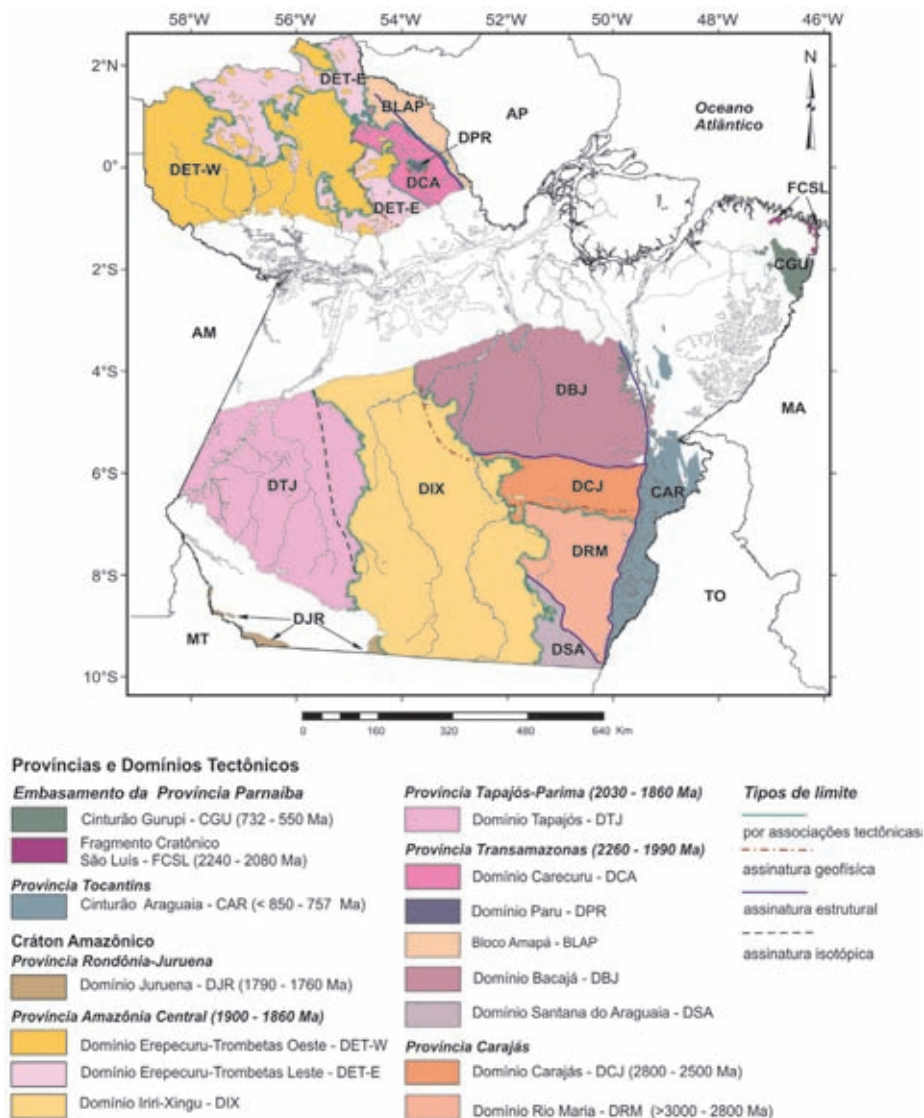 58°W 56°W 54°W 52°W 50°W 48°W 46°W
2°N
0°
2°S
4°S
6°S
8°S
10°S
N
DET-E
BLAP
AP
Oceano
Atlântico
DPR
DET-W
DCA
FCSL
DET-E
CGU
AM
DBJ
MA
DTJ
DIX
DCJ
CAR
DRM
TO
DJR
MT
DSA
0 160 320 480 640 Km
Províncias e Domínios Tectônicos
Embasamento da Província Parnaíba
Cinturão Gurupi - CGU (732 - 550 Ma)
Fragmento Cratônico
São Luís - FCSL (2240 - 2080 Ma)
Província Tocantins
Cinturão Araguaia - CAR (< 850 - 757 Ma)
Cráton Amazônico
Província Rondônia-Juruena
Domínio Juruena - DJR (1790 - 1760 Ma)
Província Amazônia Central (1900 - 1860 Ma)
Domínio Erepecuru-Trombetas Oeste - DET-W
Domínio Erepecuru-Trombetas Leste - DET-E
Domínio Iriri-Xingu - DIX
Província Tapajós-Parima (2030 - 1860 Ma)
Domínio Tapajós - DTJ
Província Transamazonas (2260 - 1990 Ma)
Domínio Carecuru - DCA
Domínio Paru - DPR
Bloco Amapá - BLAP
Domínio Bacajá - DBJ
Domínio Santana do Araguaia - DSA
Província Carajás
Domínio Carajás - DCJ (2800 - 2500 Ma)
Domínio Rio Maria - DRM (>3000 - 2800 Ma)
Tipos de limite
por associações tectônicas
assinatura geofísica
assinatura estrutural
assinatura isotópica